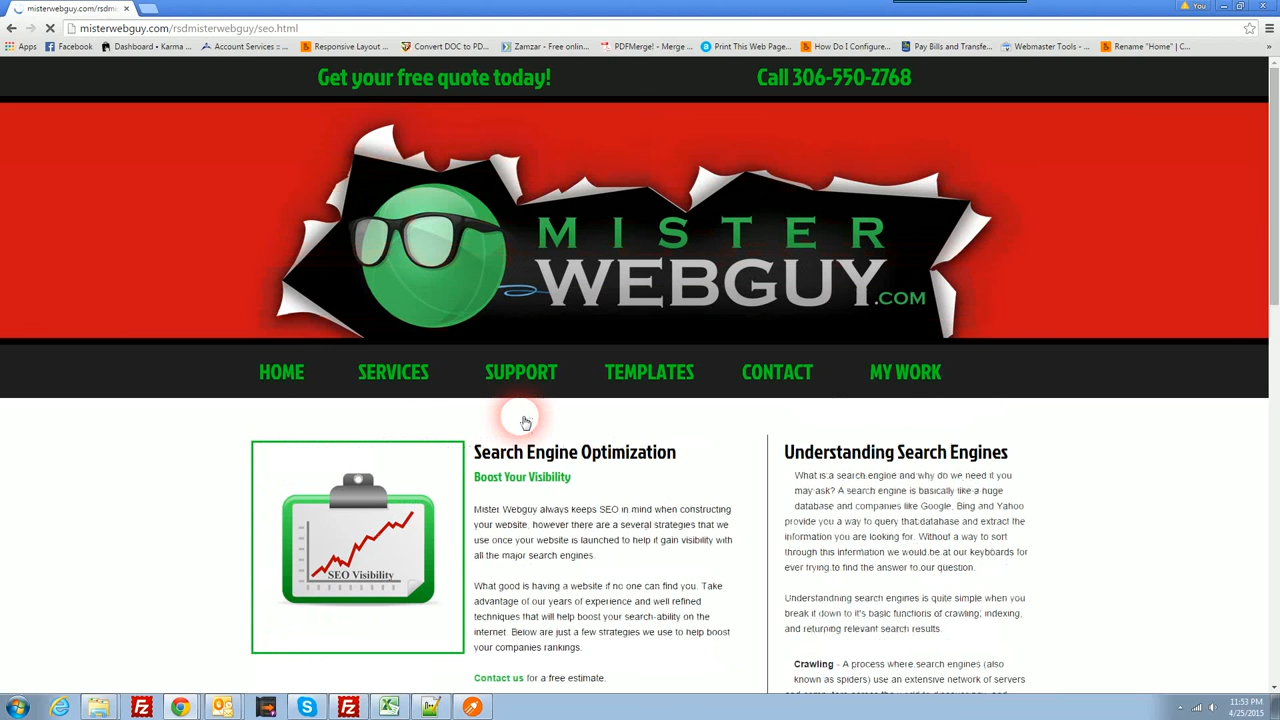 misterwebguy.com/rsdmis
You
misterwebguy.com/rsdmisterwebguy/seo.html
Apps Facebook Dashboard - Karma ... Account Services :: ... Responsive Layout ... Convert DOC to PD... Zamzar - Free onlin... PDFMerge! - Merge ... Print This Web Page... How Do I Configure... Pay Bills and Transfe... Webmaster Tools - ... Rename "Home" | C... »
Get your free quote today! Call 306-550-2768
MISTER
WEBGUY.COM
HOME SERVICES SUPPORT TEMPLATES CONTACT MY WORK
Search Engine Optimization
Boost Your Visibility
Mister Webguy always keeps SEO in mind when constructing
your website, however there are a several strategies that we
use once your website is launched to help it gain visibility with
all the major search engines.
What good is having a website if no one can find you. Take
advantage of our years of experience and well refined
techniques that will help boost your search-ability on the
internet. Below are just a few strategies we use to help boost
your companies rankings.
Contact us for a free estimate.
SEO Visibility
Understanding Search Engines
What is a search engine and why do we need it you
may ask? A search engine is basically like a huge
database and companies like Google, Bing and Yahoo
provide you a way to query that database and extract the
information you are looking for. Without a way to sort
through this information we would be at our keyboards for
ever trying to find the answer to our question.
Understanding search engines is quite simple when you
break it down to it's basic functions of crawling, indexing,
and returning relevant search results.
Crawling - A process where search engines (also
known as spiders) use an extensive network of servers
11:53 PM
4/25/2015